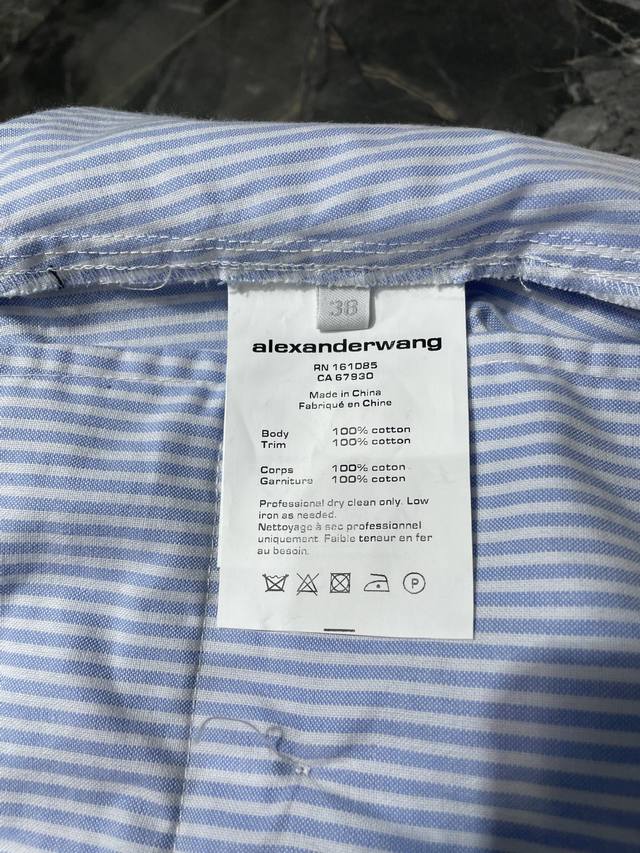 38
alexanderwang
RN 161085
CA 67930
Made in China
Fabriqué en Chine
Body 100% cotton
Trim 100% cotton
Corps 100% coton
Garniture 100% coton
Professional dry clean only. Low
iron as needed.
Nettoyage à sec professionnel
uniquement. Faible teneur en fer
au besoin.
P